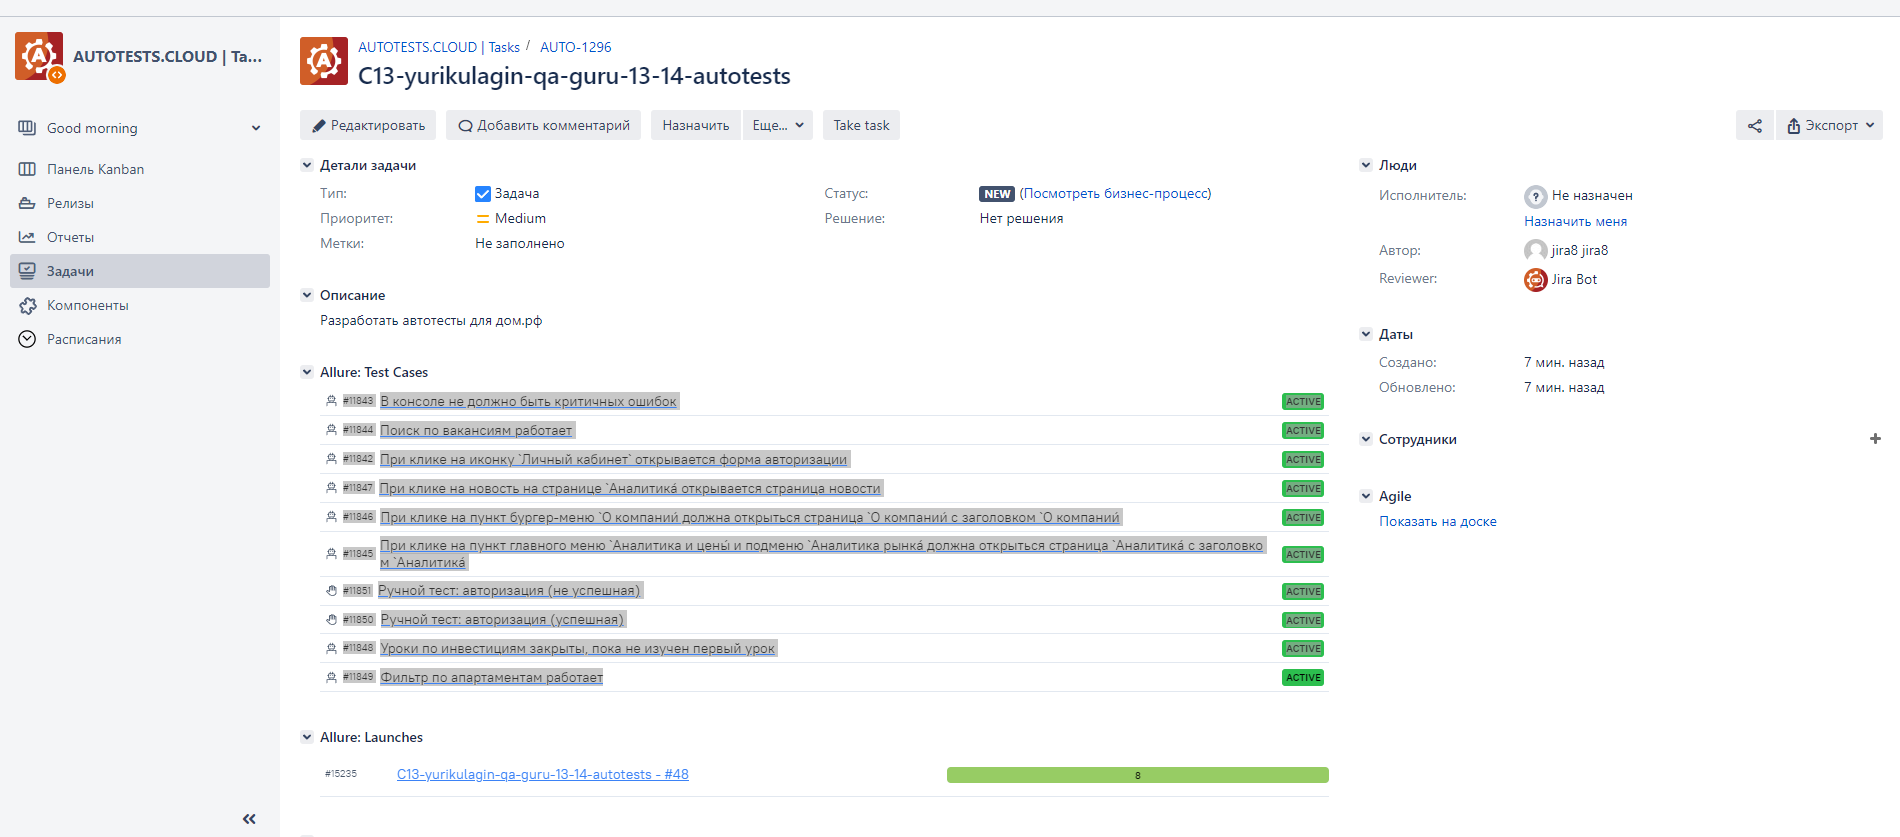 AUTOTESTS.CLOUD | Ta...
Good morning
Панель Kanban
Релизы
Отчеты
Задачи
Компоненты
Расписания
AUTOTESTS.CLOUD | Tasks / AUTO-1296
C13-yurikulagin-qa-guru-13-14-autotests
Редактировать Добавить комментарий Назначить Еще... Take task Экспорт
Детали задачи
Тип: Задача Статус: NEW (Посмотреть бизнес-процесс)
Приоритет: Medium Решение: Нет решения
Метки: Не заполнено
Описание
Разработать автотесты для дом.рф
Allure: Test Cases
#11843 В консоле не должно быть критичных ошибок ACTIVE
#11844 Поиск по вакансиям работает ACTIVE
#11842 При клике на иконку `Личный кабинет` открывается форма авторизации ACTIVE
#11847 При клике на новость на странице `Аналитика́ открывается страница новости ACTIVE
#11846 При клике на пункт бургер-меню `О компании́ должна открыться страница `О компании́ с заголовком `О компании́ ACTIVE
#11845 При клике на пункт главного меню `Аналитика и цены́ и подменю `Аналитика рынка́ должна открыться страница `Аналитика́ с заголовко
м `Аналитика́ ACTIVE
#11851 Ручной тест: авторизация (не успешная) ACTIVE
#11850 Ручной тест: авторизация (успешная) ACTIVE
#11848 Уроки по инвестициям закрыты, пока не изучен первый урок ACTIVE
#11849 Фильтр по апартаментам работает ACTIVE
Allure: Launches
#15235 C13-yurikulagin-qa-guru-13-14-autotests - #48 8
Люди
Исполнитель: Не назначен
Назначить меня
Автор: jira8 jira8
Reviewer: Jira Bot
Даты
Создано: 7 мин. назад
Обновлено: 7 мин. назад
Сотрудники
Agile
Показать на доске